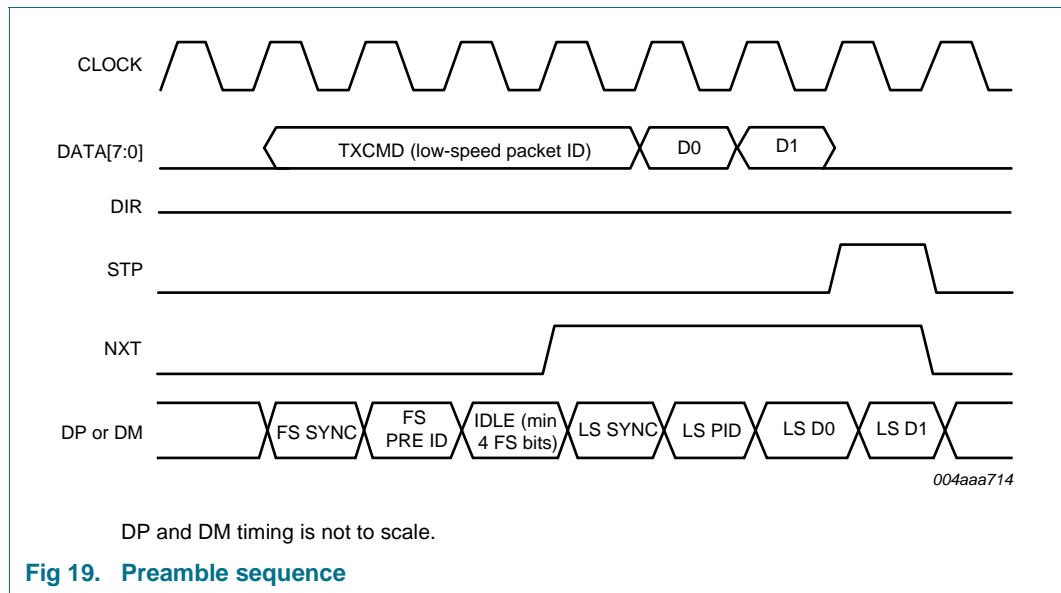 CLOCK
DATA[7:0]
TXCMD (low-speed packet ID)
D0
D1
DIR
STP
NXT
DP or DM
FS SYNC
FS
PRE ID
IDLE (min
4 FS bits)
LS SYNC
LS PID
LS D0
LS D1
004aaa714
DP and DM timing is not to scale.
Fig 19. Preamble sequence